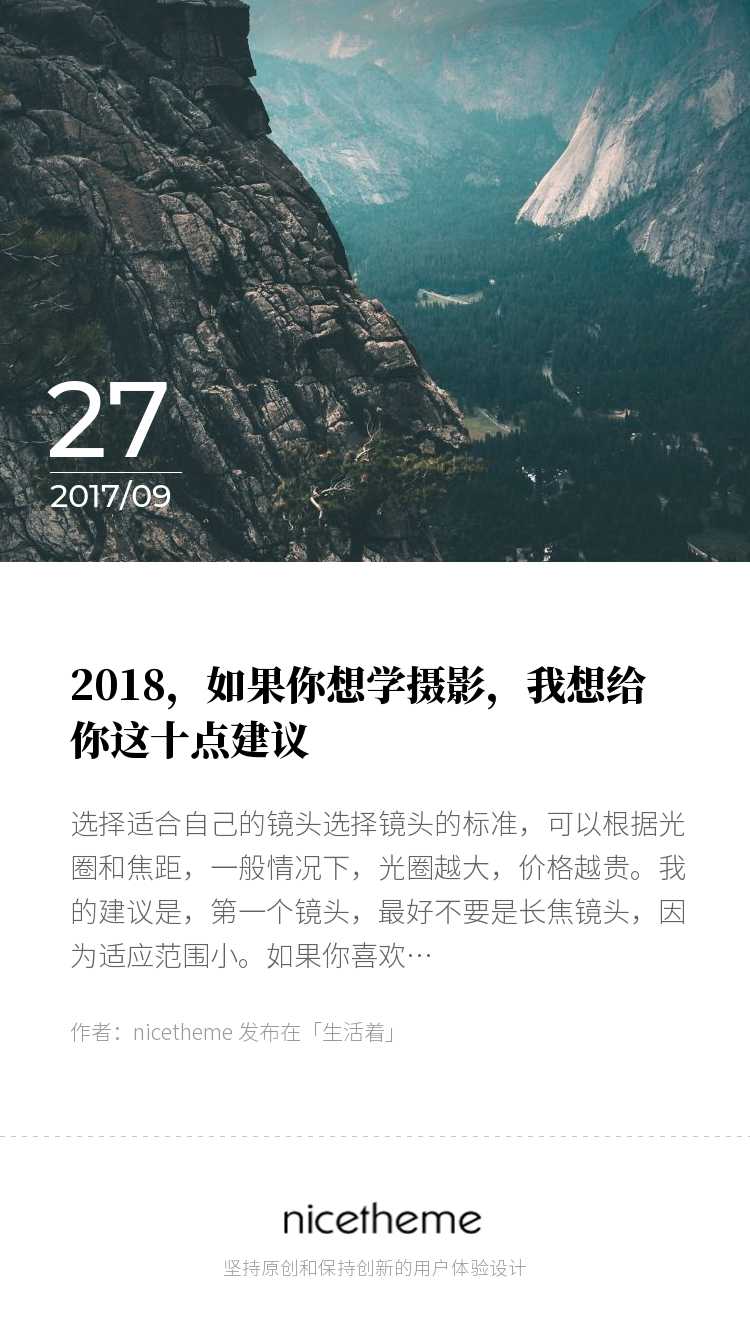 27
2017/09
2018，如果你想学摄影，我想给
你这十点建议
选择适合自己的镜头选择镜头的标准，可以根据光
圈和焦距，一般情况下，光圈越大，价格越贵。我
的建议是，第一个镜头，最好不要是长焦镜头，因
为适应范围小。如果你喜欢…
作者：nicetheme 发布在「生活着」
nicetheme
坚持原创和保持创新的用户体验设计